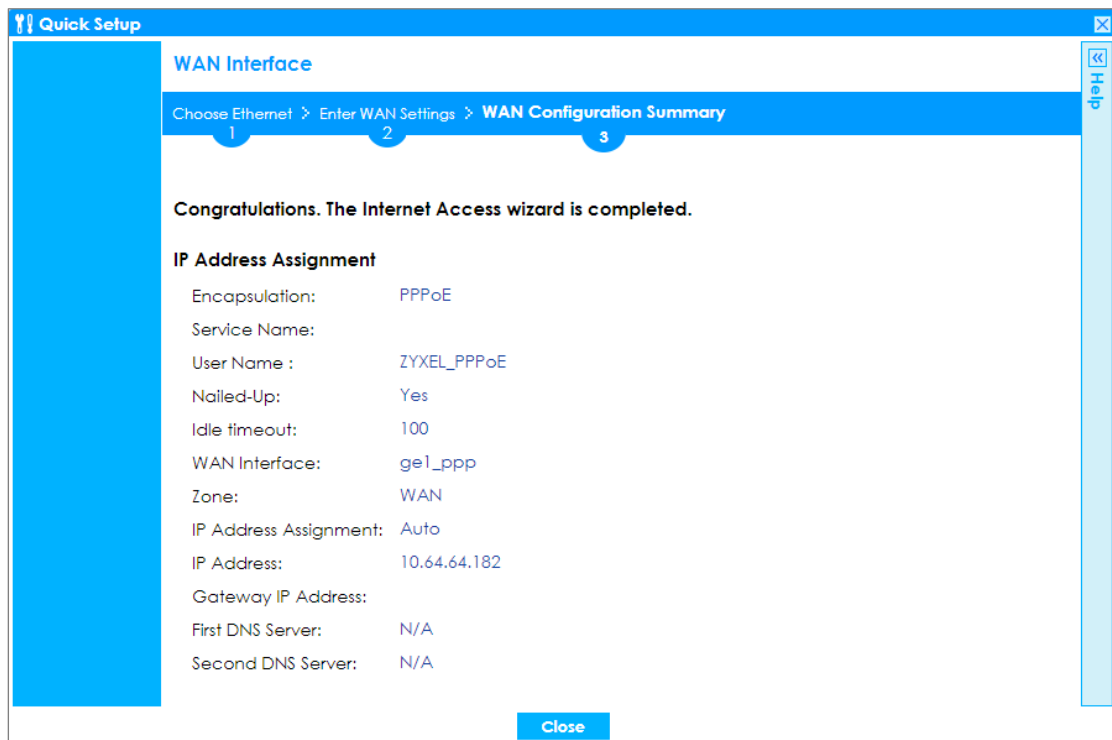 Quick Setup
Help
WAN Interface
Choose Ethernet > Enter WAN Settings > WAN Configuration Summary
1 2 3
Congratulations. The Internet Access wizard is completed.
IP Address Assignment
Encapsulation: PPPoE
Service Name:
User Name : ZYXEL_PPPoE
Nailed-Up: Yes
Idle timeout: 100
WAN Interface: ge1_ppp
Zone: WAN
IP Address Assignment: Auto
IP Address: 10.64.64.182
Gateway IP Address:
First DNS Server: N/A
Second DNS Server: N/A
Close